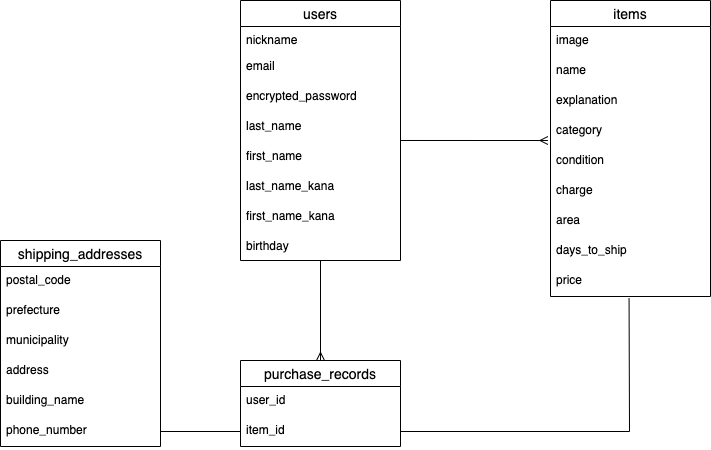 users
nickname
email
encrypted_password
last_name
first_name
last_name_kana
first_name_kana
birthday
items
image
name
explanation
category
condition
charge
area
days_to_ship
price
shipping_addresses
postal_code
prefecture
municipality
address
building_name
phone_number
purchase_records
user_id
item_id